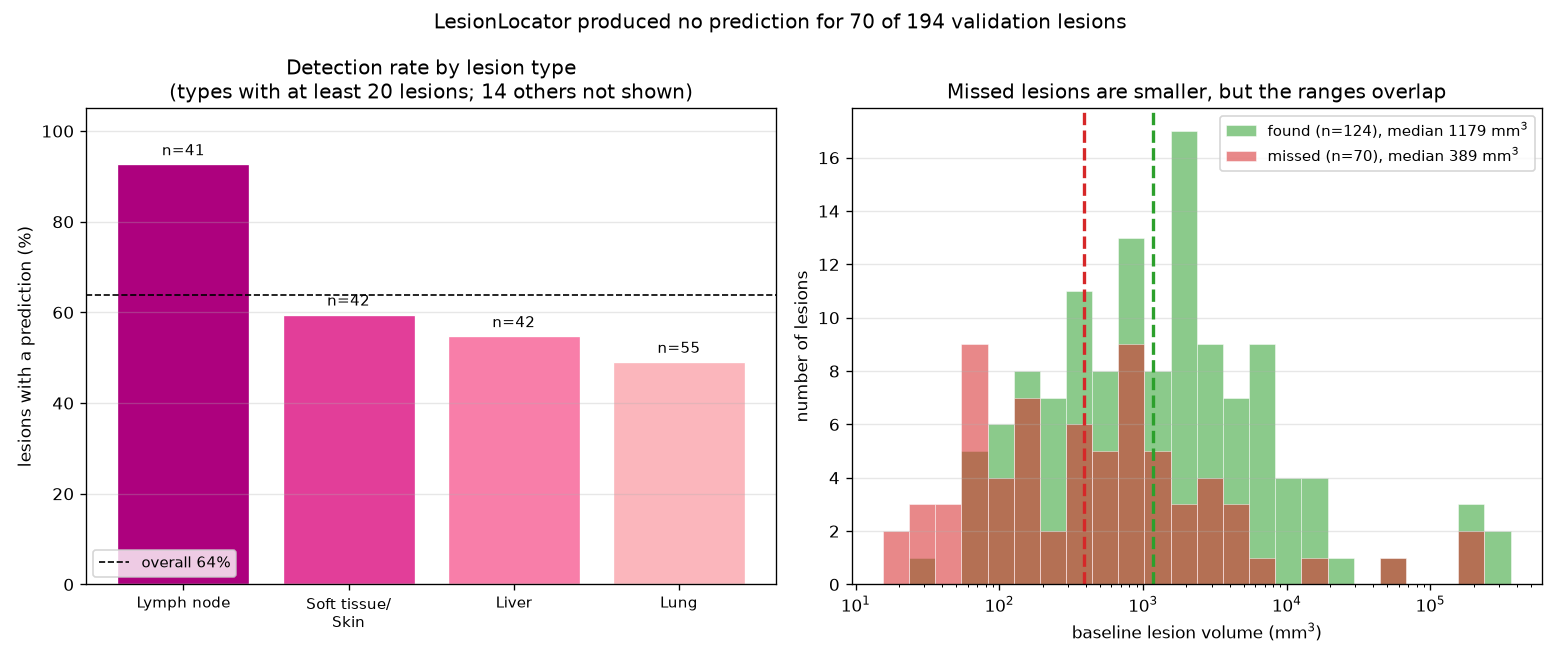 LesionLocator produced no prediction for 70 of 194 validation lesions
Detection rate by lesion type
(types with at least 20 lesions; 14 others not shown)
lesions with a prediction (%)
100
80
60
40
20
0
n=41
n=42
n=42
n=55
overall 64%
Lymph node
Soft tissue/
Skin
Liver
Lung
Missed lesions are smaller, but the ranges overlap
number of lesions
16
14
12
10
8
6
4
2
0
found (n=124), median 1179 mm³
missed (n=70), median 389 mm³
10¹
10²
10³
10⁴
10⁵
baseline lesion volume (mm³)